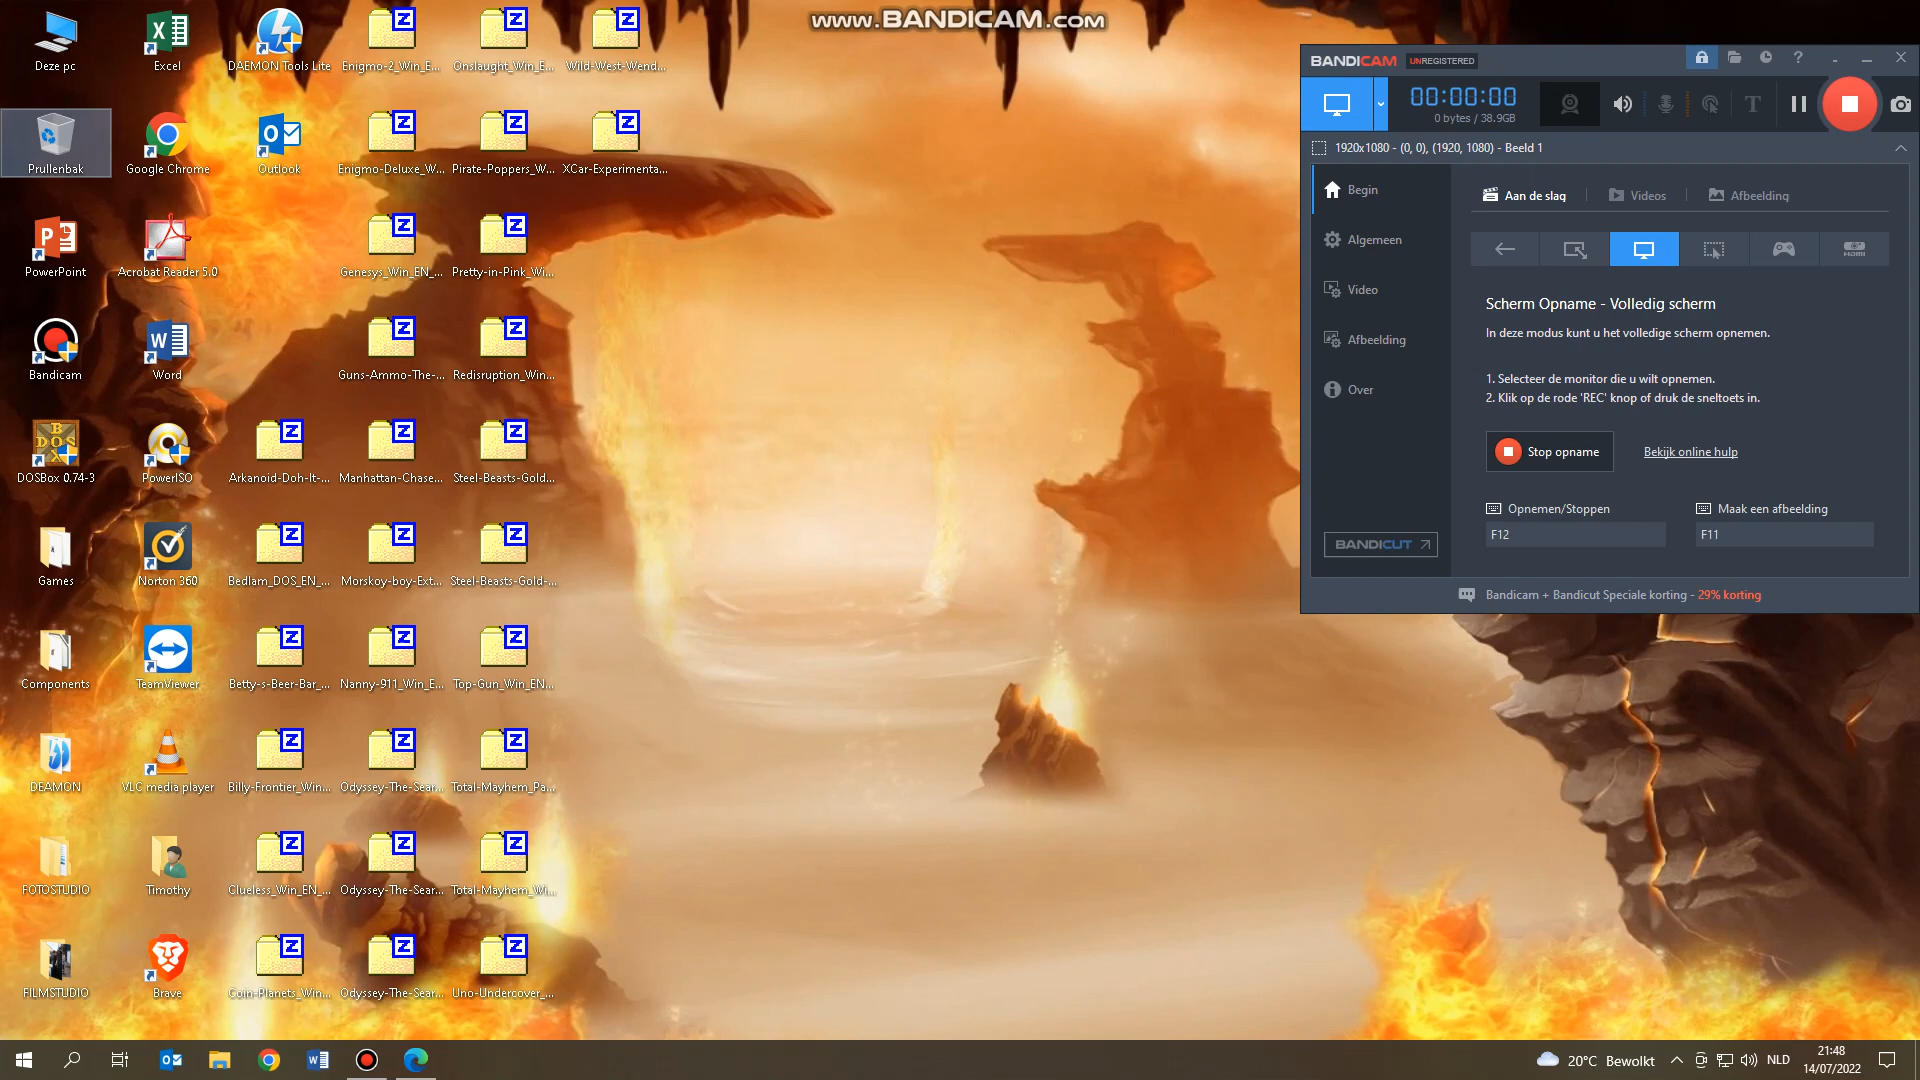 www.BANDICAM.com
Deze pc
Excel
DAEMON Tools Lite
Enigmo-2_Win_E...
Onslaught_Win_E...
Wild-West-Wend...
Prullenbak
Google Chrome
Outlook
Enigmo-Deluxe_W...
Pirate-Poppers_W...
XCar-Experimenta...
PowerPoint
Acrobat Reader 5.0
Genesys_Win_EN_...
Pretty-in-Pink_Wi...
Bandicam
Word
Guns-Ammo-The-...
Redisruption_Win...
DOSBox 0.74-3
PowerISO
Arkanoid-Doh-It-...
Manhattan-Chase...
Steel-Beasts-Gold...
Games
Norton 360
Bedlam_DOS_EN_...
Morskoy-boy-Ext...
Steel-Beasts-Gold-...
Components
TeamViewer
Betty-s-Beer-Bar_...
Nanny-911_Win_E...
Top-Gun_Win_EN...
DEAMON
VLC media player
Billy-Frontier_Win...
Odyssey-The-Sear...
Total-Mayhem_Pa...
FOTOSTUDIO
Timothy
Clueless_Win_EN_...
Odyssey-The-Sear...
Total-Mayhem_Wi...
FILMSTUDIO
Brave
Coin-Planets_Win...
Odyssey-The-Sear...
Uno-Undercover_...
BANDICAM UNREGISTERED
00:00:00
0 bytes / 38.9GB
1920x1080 - (0, 0), (1920, 1080) - Beeld 1
Begin
Algemeen
Video
Afbeelding
Over
BANDICUT
Aan de slag
Videos
Afbeelding
HDMI
Scherm Opname - Volledig scherm
In deze modus kunt u het volledige scherm opnemen.
1. Selecteer de monitor die u wilt opnemen.
2. Klik op de rode 'REC' knop of druk de sneltoets in.
Stop opname
Bekijk online hulp
Opnemen/Stoppen
Maak een afbeelding
F12
F11
Bandicam + Bandicut Speciale korting - 29% korting
20°C Bewolkt
NLD
21:48
14/07/2022